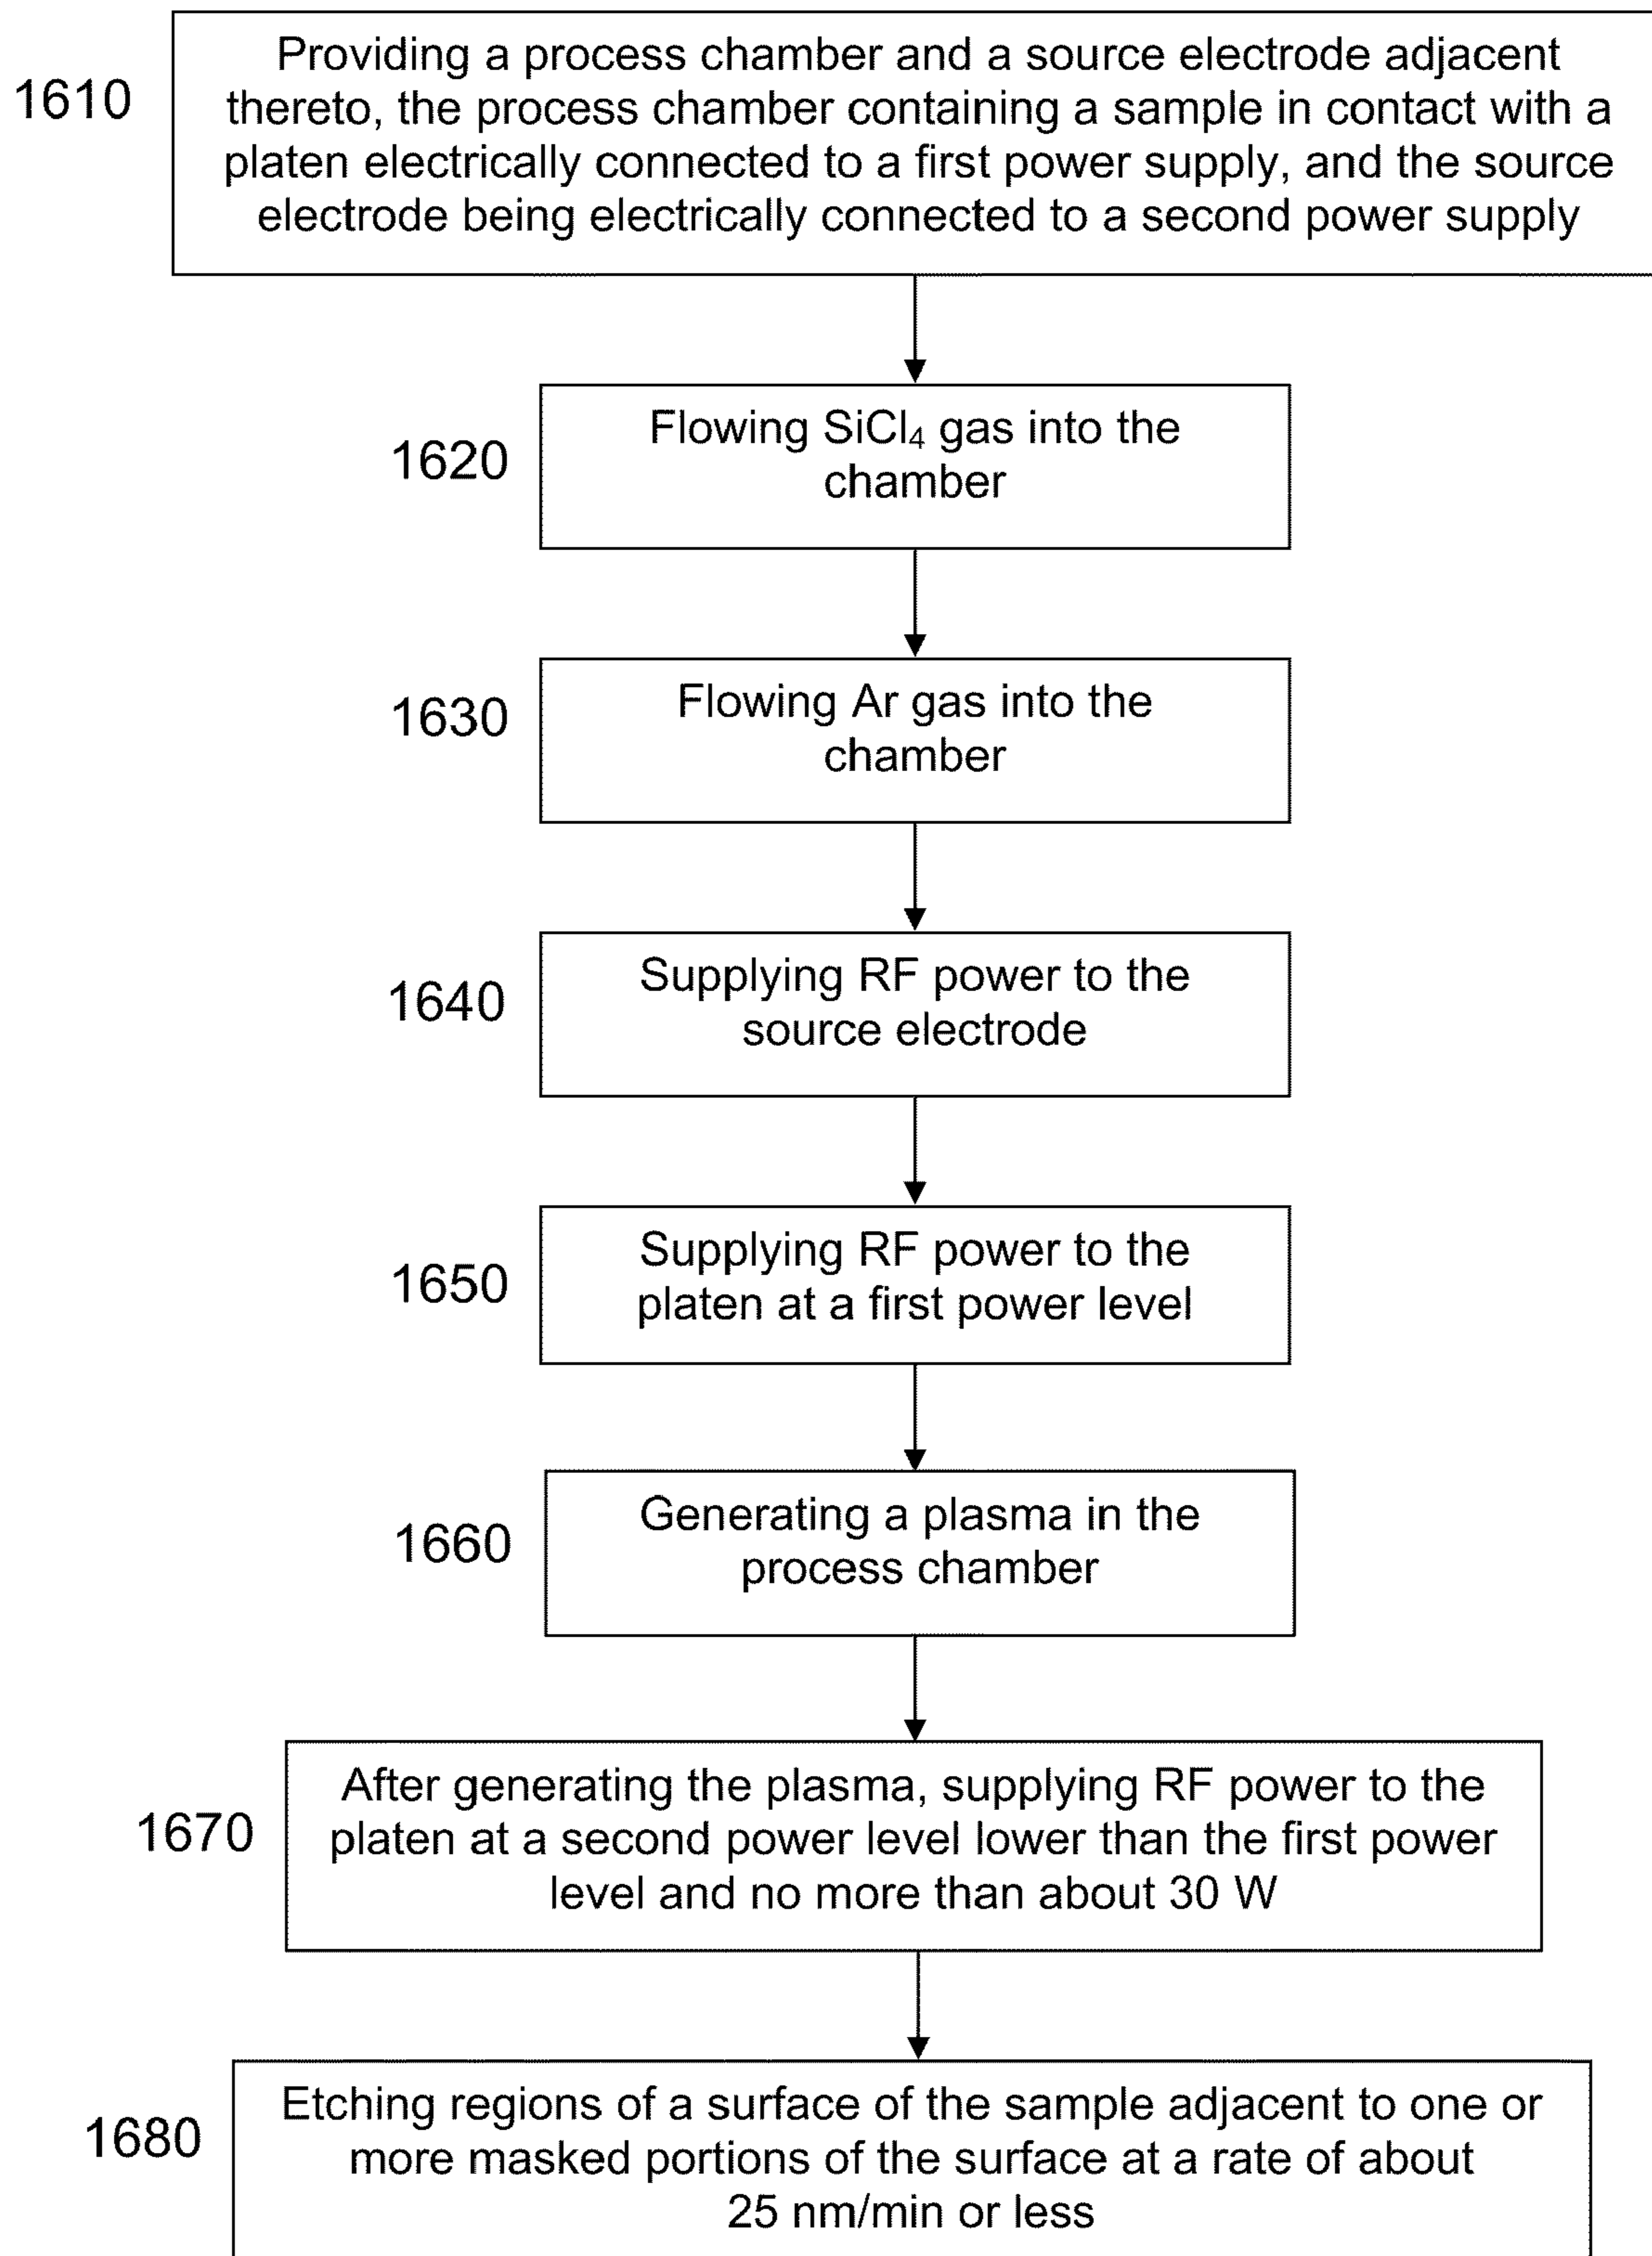 1610
Providing a process chamber and a source electrode adjacent
thereto, the process chamber containing a sample in contact with a
platen electrically connected to a first power supply, and the source
electrode being electrically connected to a second power supply
1620
Flowing SiCl₄ gas into the
chamber
1630
Flowing Ar gas into the
chamber
1640
Supplying RF power to the
source electrode
1650
Supplying RF power to the
platen at a first power level
1660
Generating a plasma in the
process chamber
1670
After generating the plasma, supplying RF power to the
platen at a second power level lower than the first power
level and no more than about 30 W
1680
Etching regions of a surface of the sample adjacent to one or
more masked portions of the surface at a rate of about
25 nm/min or less